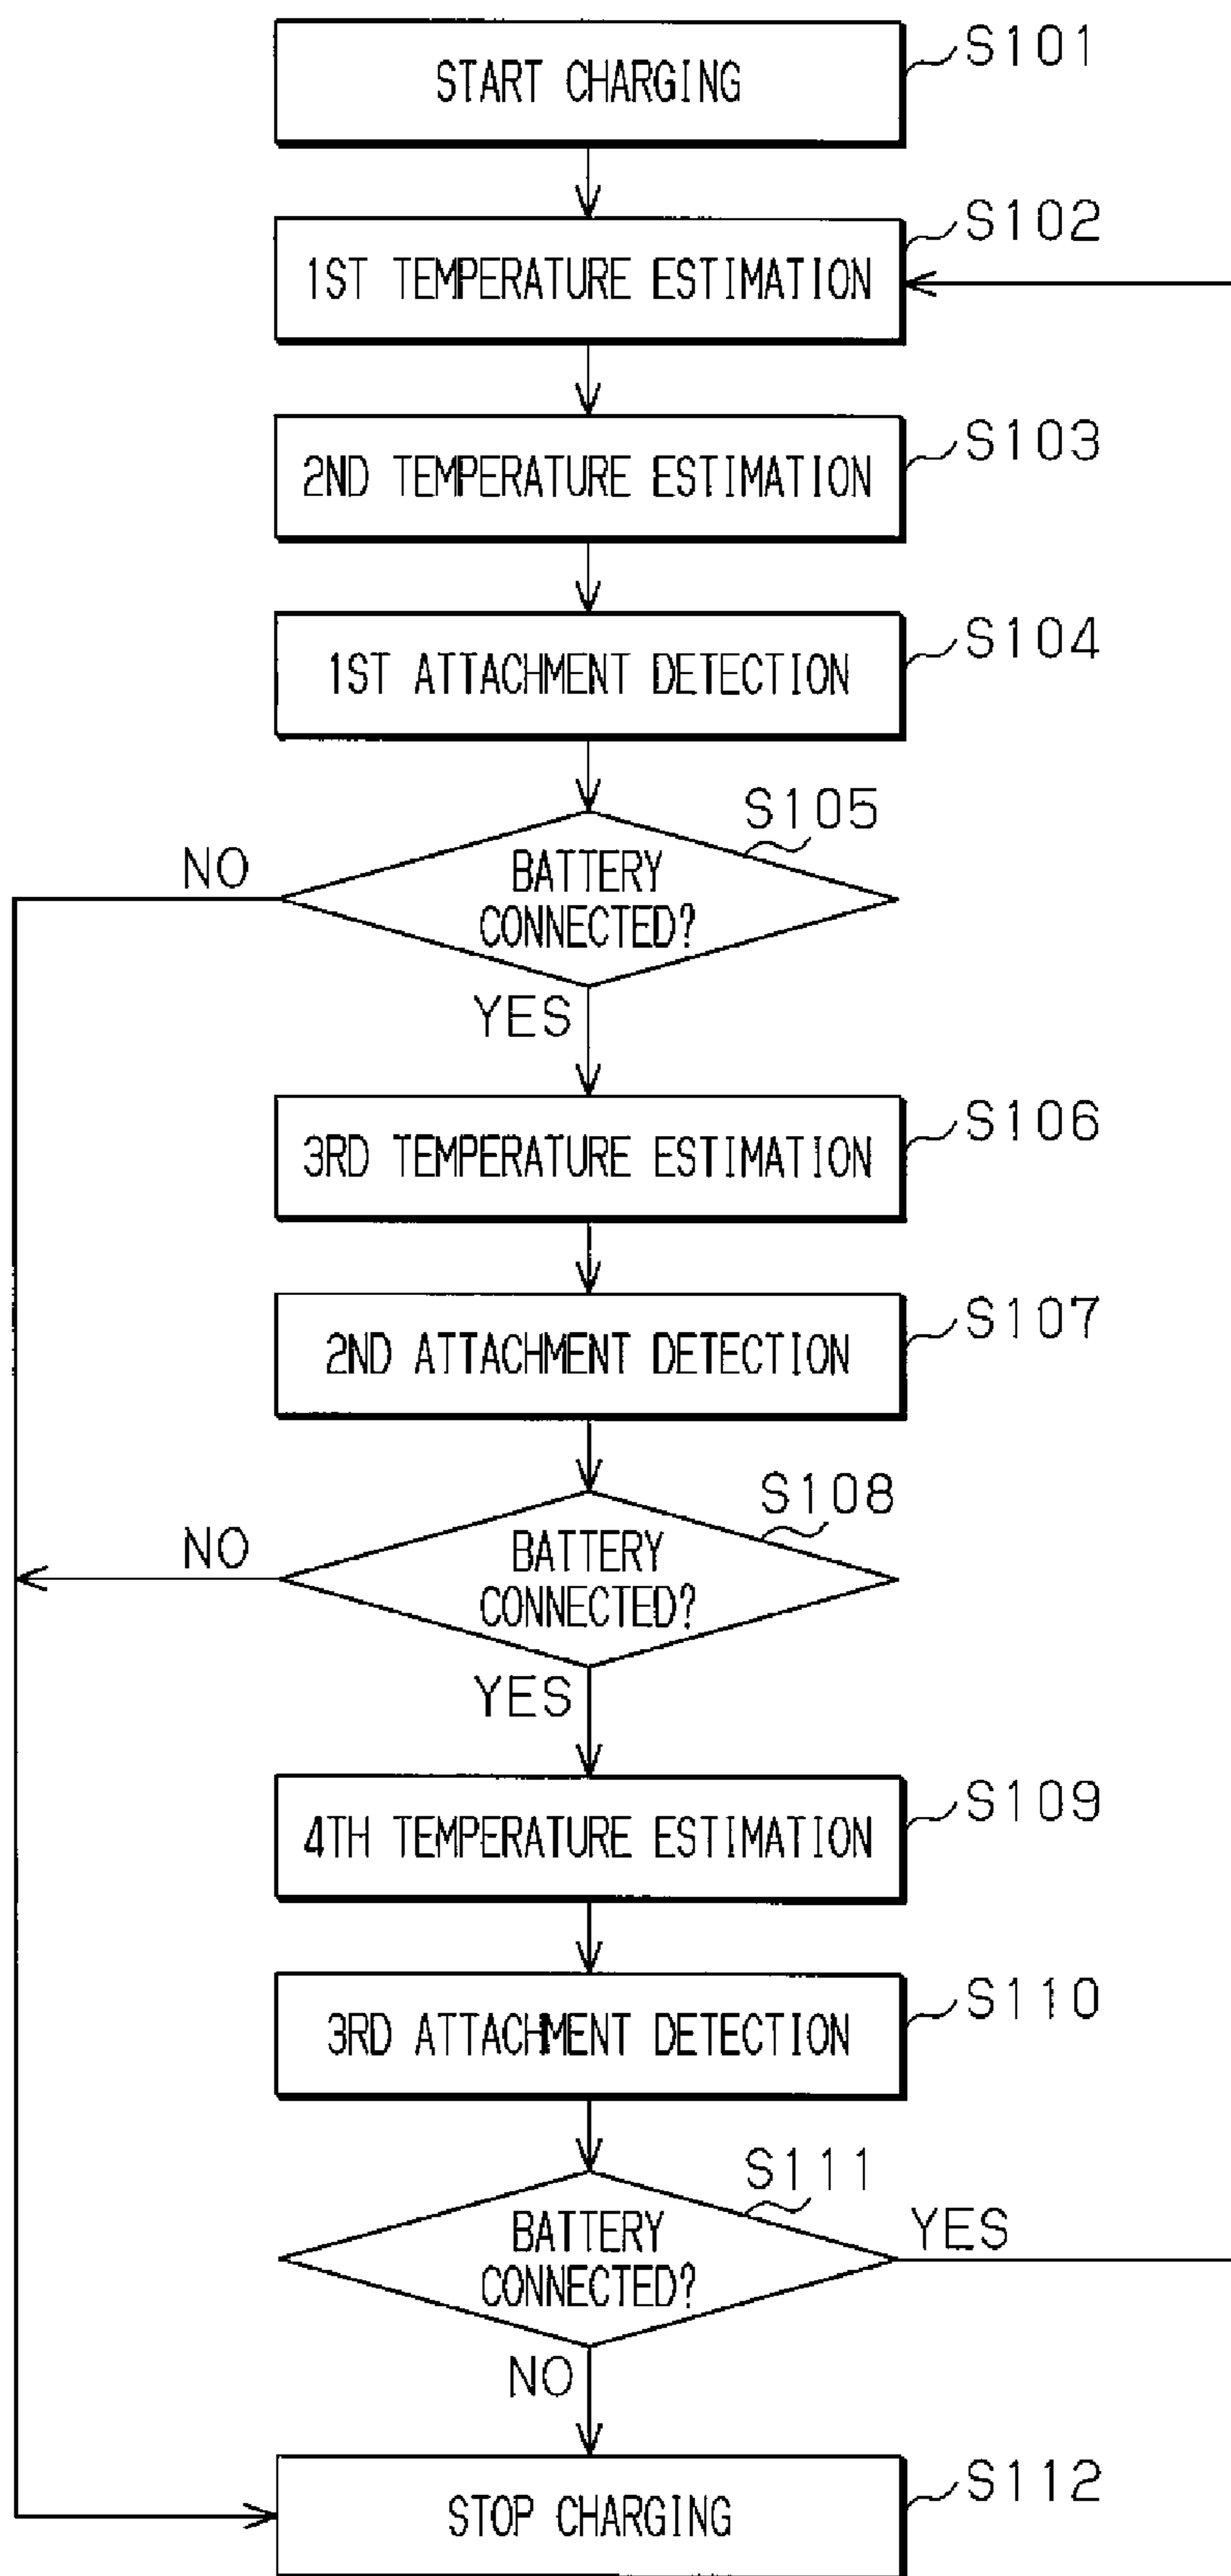 START CHARGING
S101
1ST TEMPERATURE ESTIMATION
S102
2ND TEMPERATURE ESTIMATION
S103
1ST ATTACHMENT DETECTION
S104
S105
NO
BATTERY
CONNECTED?
YES
3RD TEMPERATURE ESTIMATION
S106
2ND ATTACHMENT DETECTION
S107
S108
NO
BATTERY
CONNECTED?
YES
4TH TEMPERATURE ESTIMATION
S109
3RD ATTACHMENT DETECTION
S110
S111
BATTERY
CONNECTED?
YES
NO
STOP CHARGING
S112